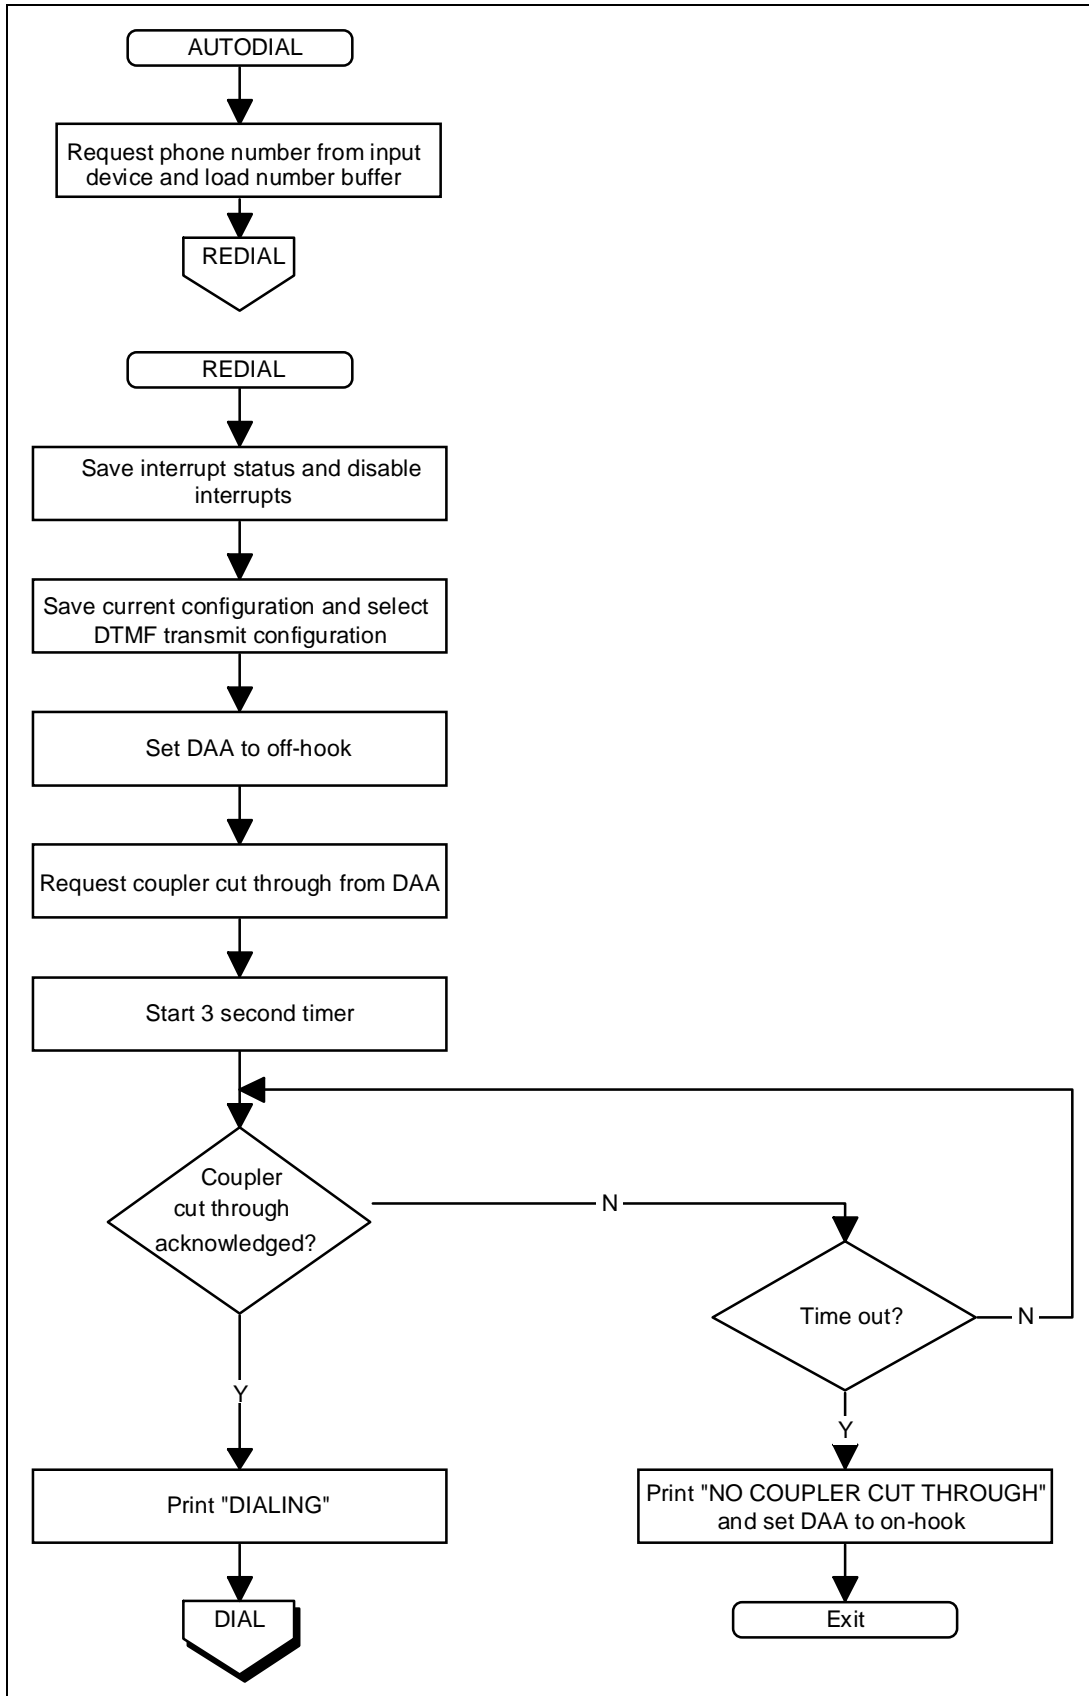 AUTODIAL
Request phone number from input
device and load number buffer
REDIAL
REDIAL
Save interrupt status and disable
interrupts
Save current configuration and select
DTMF transmit configuration
Set DAA to off-hook
Request coupler cut through from DAA
Start 3 second timer
Coupler
cut through
acknowledged?
N
Time out?
N
Y
Y
Print "DIALING"
Print "NO COUPLER CUT THROUGH"
and set DAA to on-hook
DIAL
Exit